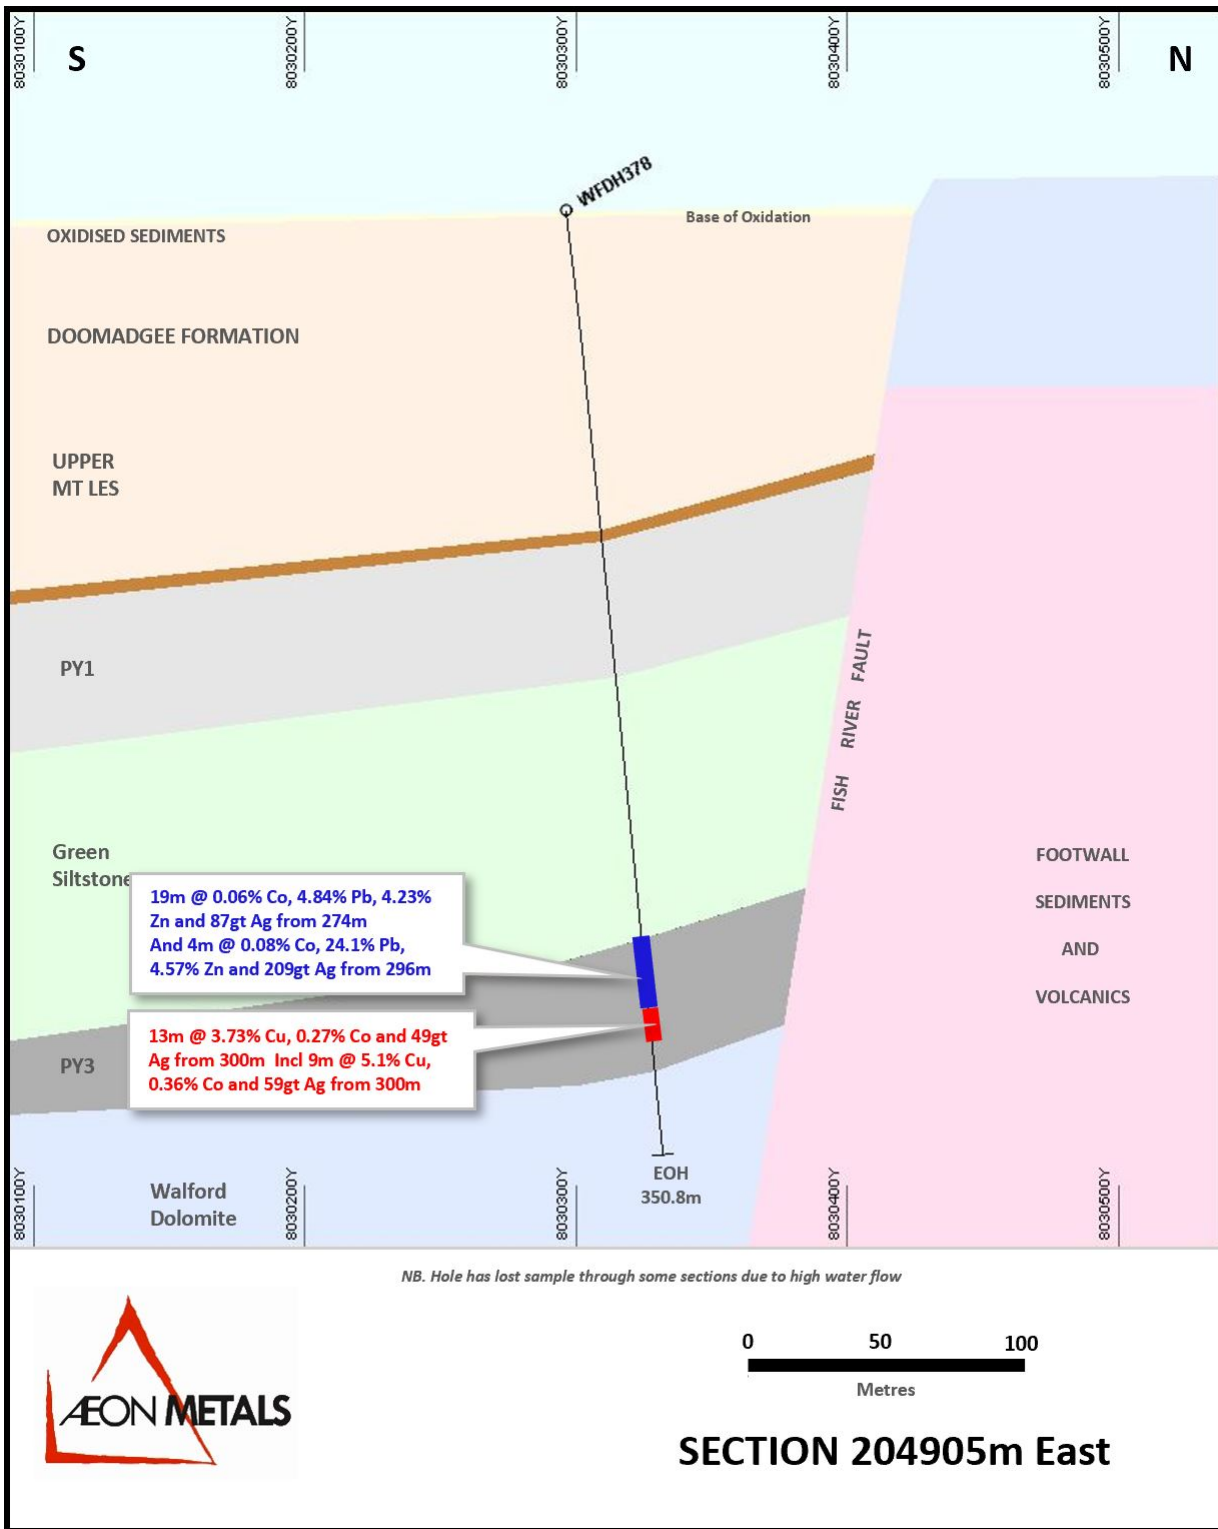 8030100Y
8030200Y
8030300Y
8030400Y
8030500Y
S
N
WFDH378
Base of Oxidation
OXIDISED SEDIMENTS
DOOMADGEE FORMATION
UPPER
MT LES
PY1
FISH RIVER FAULT
Green
Siltstone
FOOTWALL
SEDIMENTS
AND
VOLCANICS
19m @ 0.06% Co, 4.84% Pb, 4.23%
Zn and 87gt Ag from 274m
And 4m @ 0.08% Co, 24.1% Pb,
4.57% Zn and 209gt Ag from 296m
13m @ 3.73% Cu, 0.27% Co and 49gt
Ag from 300m Incl 9m @ 5.1% Cu,
0.36% Co and 59gt Ag from 300m
PY3
EOH
350.8m
Walford
Dolomite
8030100Y
8030200Y
8030300Y
8030400Y
8030500Y
NB. Hole has lost sample through some sections due to high water flow
0 50 100
Metres
ÆON METALS
SECTION 204905m East